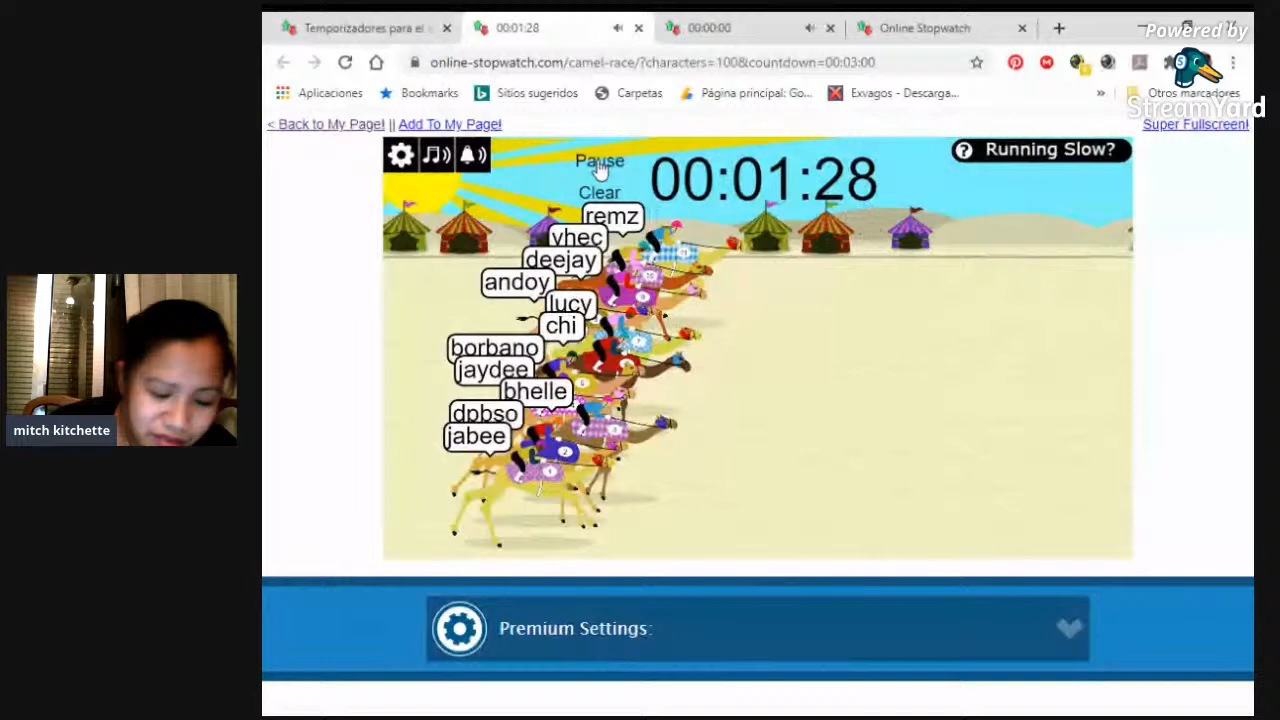 Temporizadores para el
00:01:28
00:00:00
Online Stopwatch
Powered by
StreamYard
online-stopwatch.com/camel-race/?characters=100&countdown=00:03:00
Aplicaciones
Bookmarks
Sitios sugeridos
Carpetas
Página principal: Go...
Exvagos - Descarga...
»
Otros marcadores
< Back to My Page! || Add To My Page!
Super Fullscreen!
Pause
Clear
00:01:28
? Running Slow?
remz
vhec
deejay
andoy
lucy
chi
borbano
jaydee
bhelle
dpbso
jabee
mitch kitchette
Premium Settings: